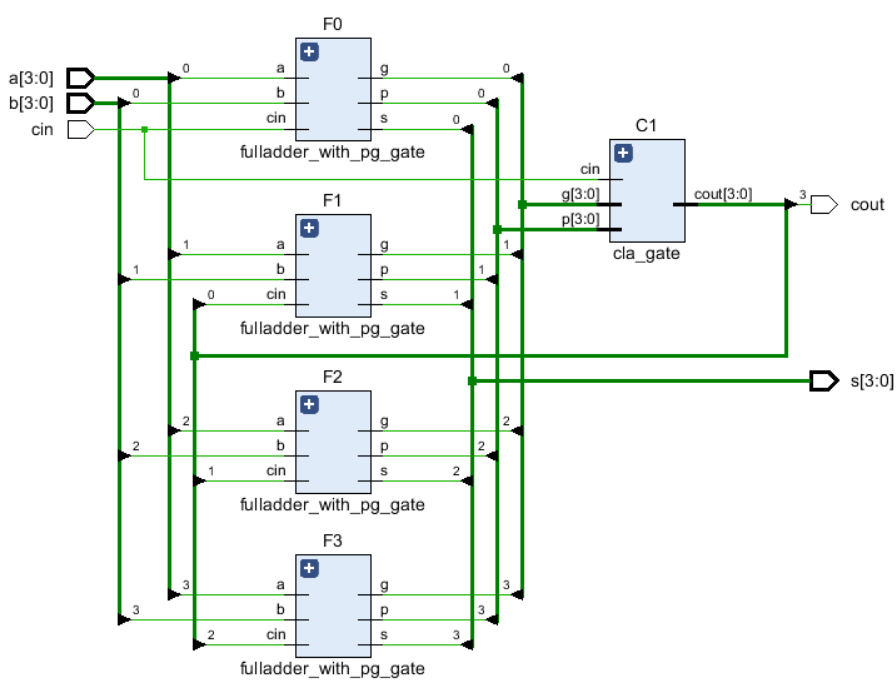 F0
a[3:0]
b[3:0]
cin
0
0
a
b
cin
g
p
s
0
0
0
fulladder_with_pg_gate
C1
cin
g[3:0]
p[3:0]
cout[3:0]
3
cout
cla_gate
F1
1
1
0
a
b
cin
g
p
s
1
1
1
fulladder_with_pg_gate
s[3:0]
F2
2
2
1
a
b
cin
g
p
s
2
2
2
fulladder_with_pg_gate
F3
3
3
2
a
b
cin
g
p
s
3
3
3
fulladder_with_pg_gate